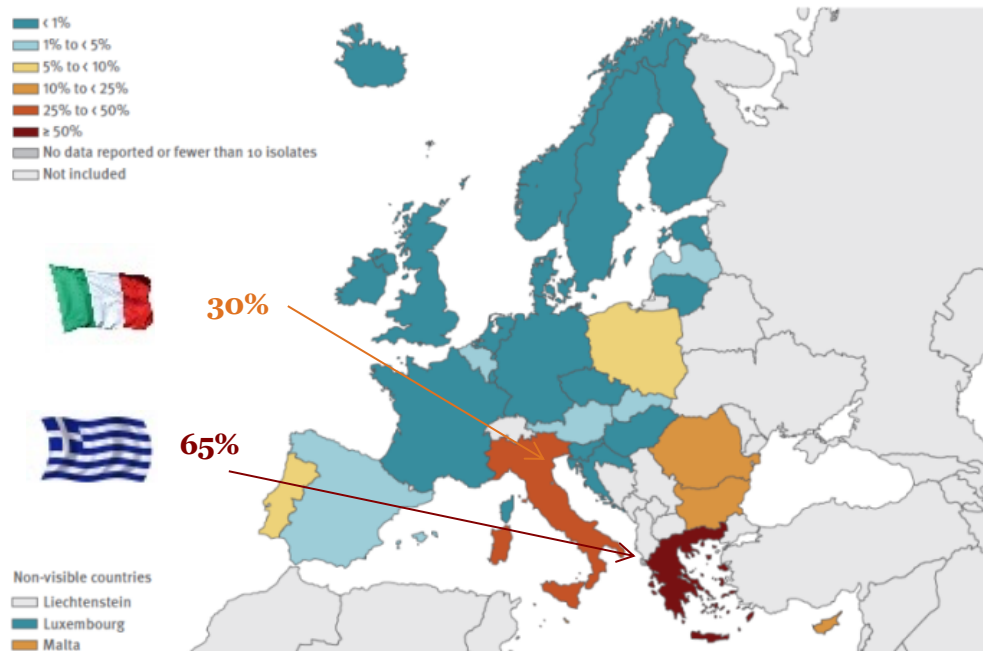 < 1%
1% to < 5%
5% to < 10%
10% to < 25%
25% to < 50%
≥ 50%
No data reported or fewer than 10 isolates
Not included
30%
65%
Non-visible countries
Liechtenstein
Luxembourg
Malta